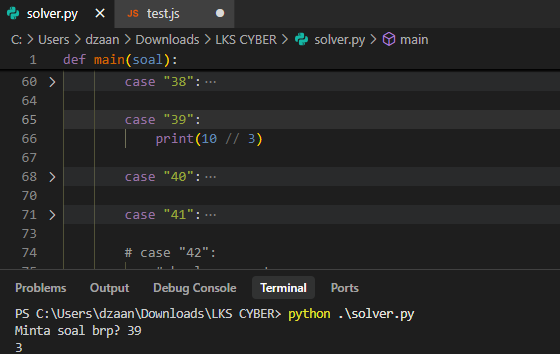 solver.py
JS test.js
C: > Users > dzaan > Downloads > LKS CYBER > solver.py > main
1 def main(soal):
60 case "38": ...
64
65 case "39":
66 print(10 // 3)
67
68 case "40": ...
70
71 case "41": ...
73
74 # case "42":
Problems Output Debug Console Terminal Ports
PS C:\Users\dzaan\Downloads\LKS CYBER> python .\solver.py
Minta soal brp? 39
3